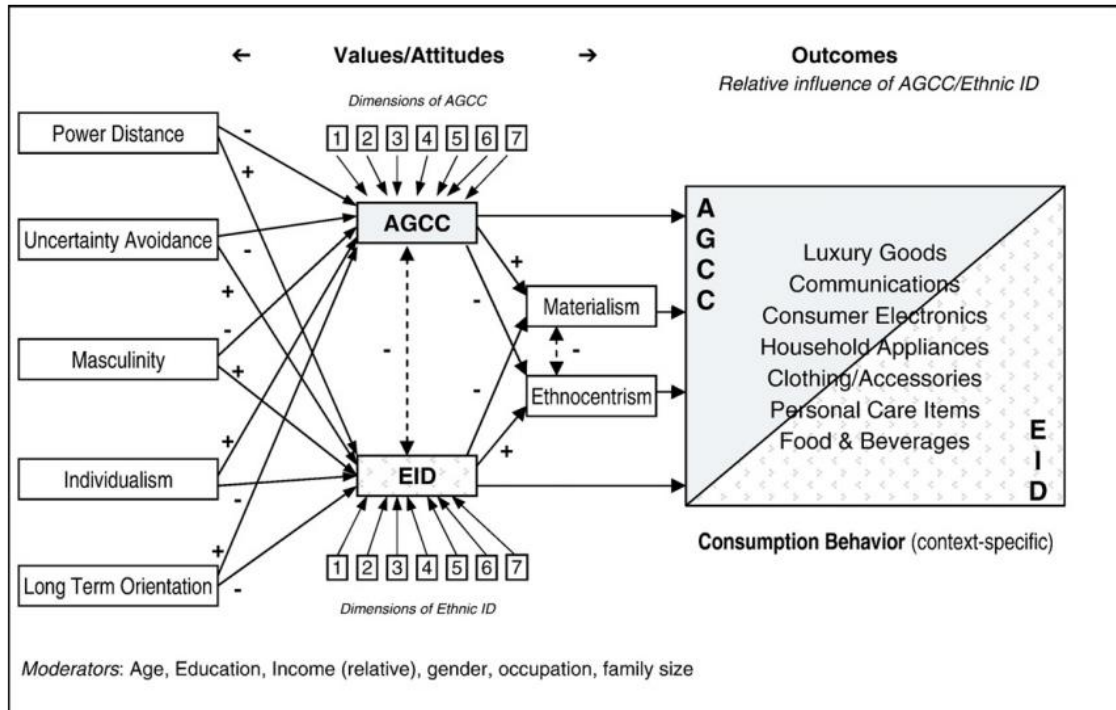 ← Values/Attitudes → Outcomes
Dimensions of AGCC Relative influence of AGCC/Ethnic ID
1 2 3 4 5 6 7
Power Distance
-
+
AGCC
Uncertainty Avoidance
-
+
Masculinity
-
+
Individualism
+
-
Long Term Orientation
+
-
-
EID
1 2 3 4 5 6 7
Dimensions of Ethnic ID
+
-
Materialism
-
Ethnocentrism
-
+
A
G
C
C
Luxury Goods
Communications
Consumer Electronics
Household Appliances
Clothing/Accessories
Personal Care Items
Food & Beverages
E
I
D
Consumption Behavior (context-specific)
Moderators: Age, Education, Income (relative), gender, occupation, family size